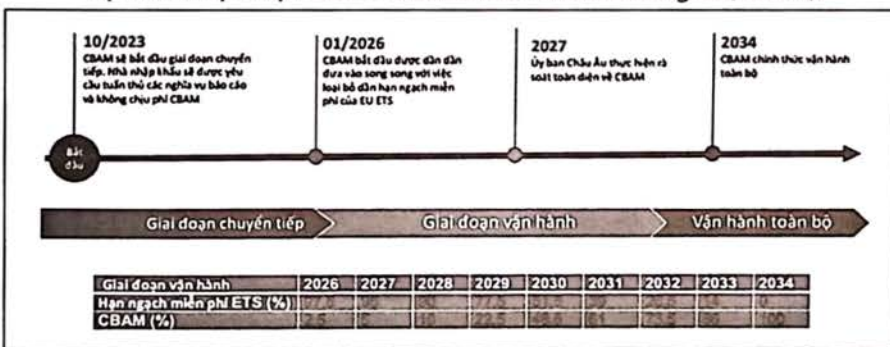 10/2023
CBAM sẽ bắt đầu giai đoạn chuyển
tiếp. Nhà nhập khẩu sẽ được yêu
cầu tuân thủ các nghĩa vụ báo cáo
và không chịu phí CBAM
01/2026
CBAM bắt đầu được dần dần
đưa vào song song với việc
loại bỏ dần hạn ngạch miễn
phí của EU ETS
2027
Ủy ban Châu Âu thực hiện rà
soát toàn diện về CBAM
2034
CBAM chính thức vận hành
toàn bộ
Bắt
đầu
Giai đoạn chuyển tiếp
Giai đoạn vận hành
Vận hành toàn bộ
Giai đoạn vận hành 2026 2027 2028 2029 2030 2031 2032 2033 2034
Hạn ngạch miễn phí ETS (%) 77,5
CBAM (%) 2,5 5 10 22,5 61 73,5 100